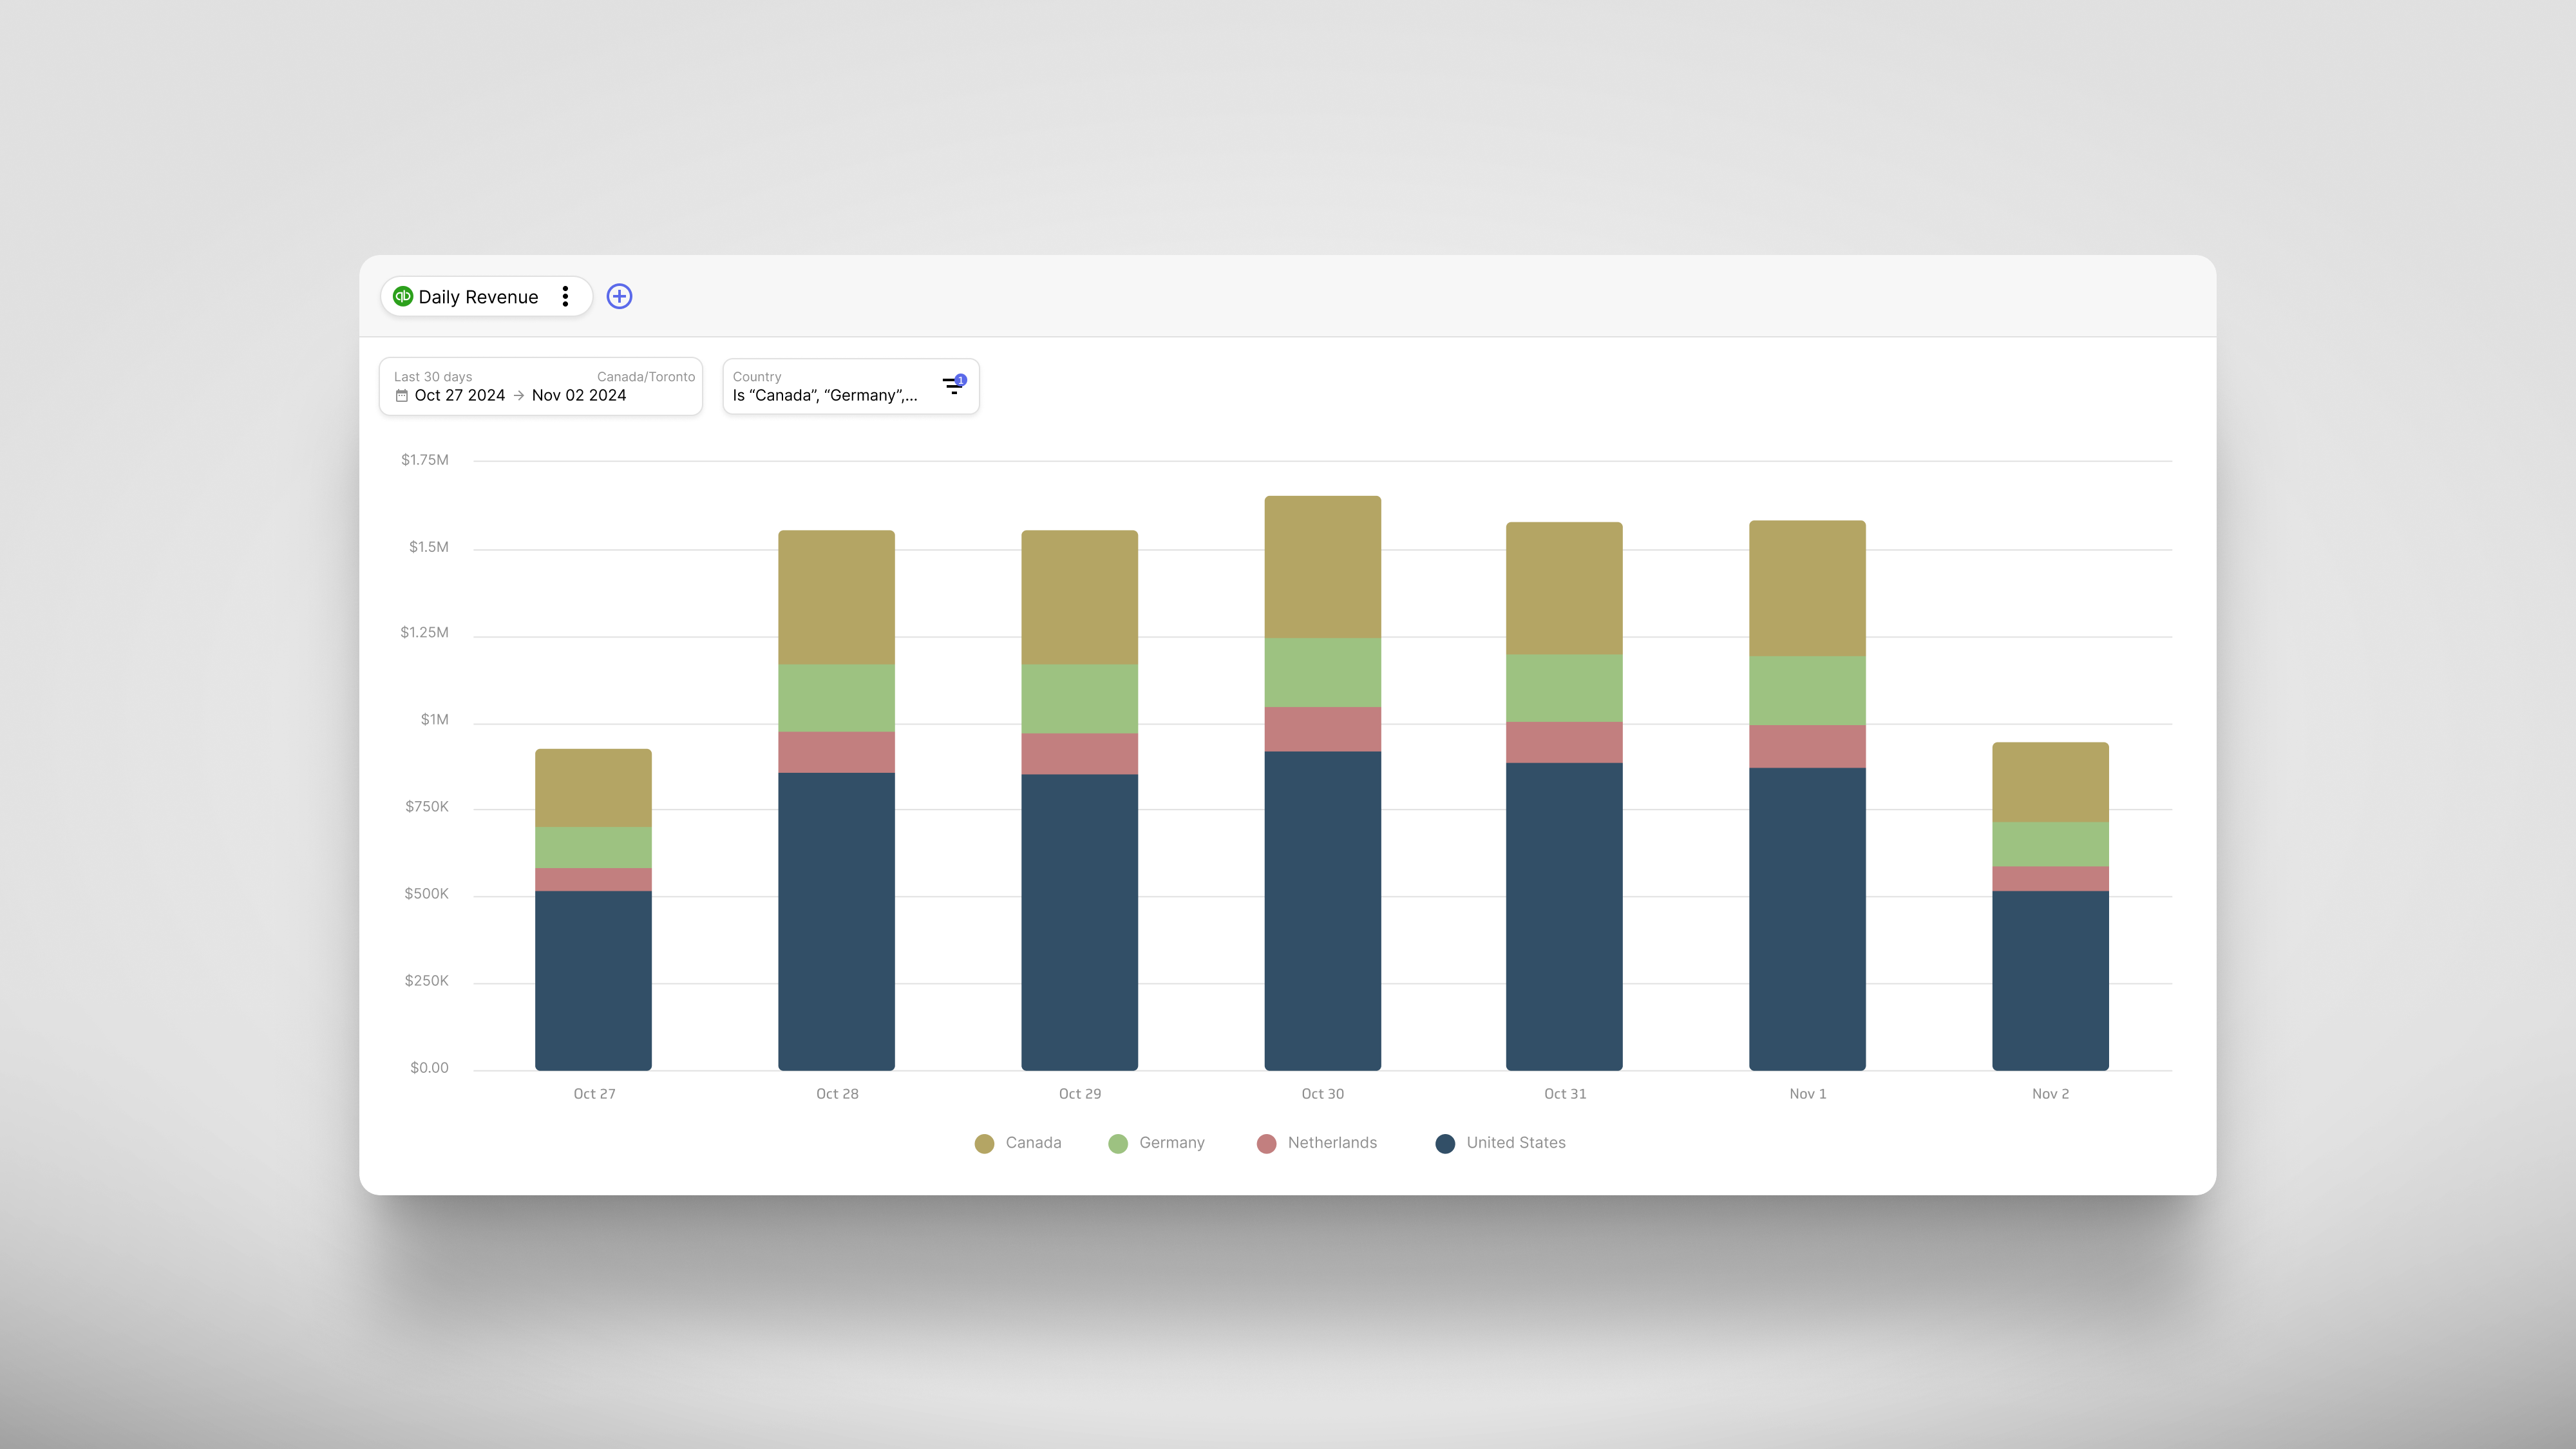 qb Daily Revenue
Last 30 days Canada/Toronto
Oct 27 2024 → Nov 02 2024
Country
Is “Canada”, “Germany”,...
1
$1.75M
$1.5M
$1.25M
$1M
$750K
$500K
$250K
$0.00
Oct 27 Oct 28 Oct 29 Oct 30 Oct 31 Nov 1 Nov 2
Canada Germany Netherlands United States